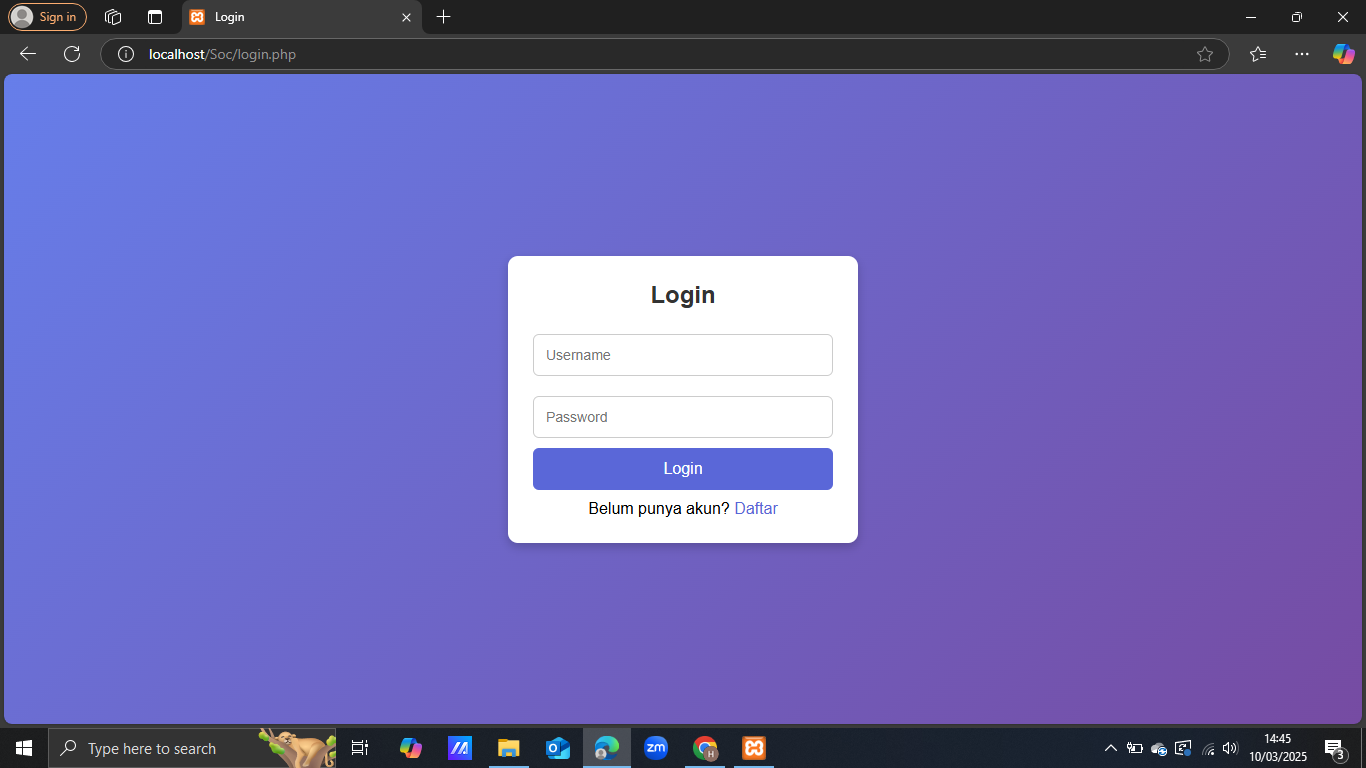 Sign in
Login
localhost/Soc/login.php
Login
Username
Password
Login
Belum punya akun? Daftar
Type here to search
zm
H
14:45
10/03/2025
3